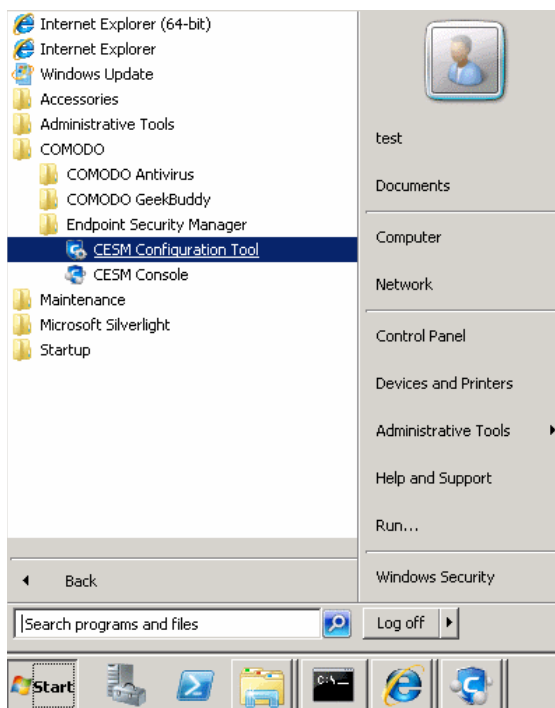 Internet Explorer (64-bit)
Internet Explorer
Windows Update
Accessories
Administrative Tools
COMODO
COMODO Antivirus
COMODO GeekBuddy
Endpoint Security Manager
CESM Configuration Tool
CESM Console
Maintenance
Microsoft Silverlight
Startup
Back
Search programs and files
test
Documents
Computer
Network
Control Panel
Devices and Printers
Administrative Tools
Help and Support
Run...
Windows Security
Log off
Start
C:\_